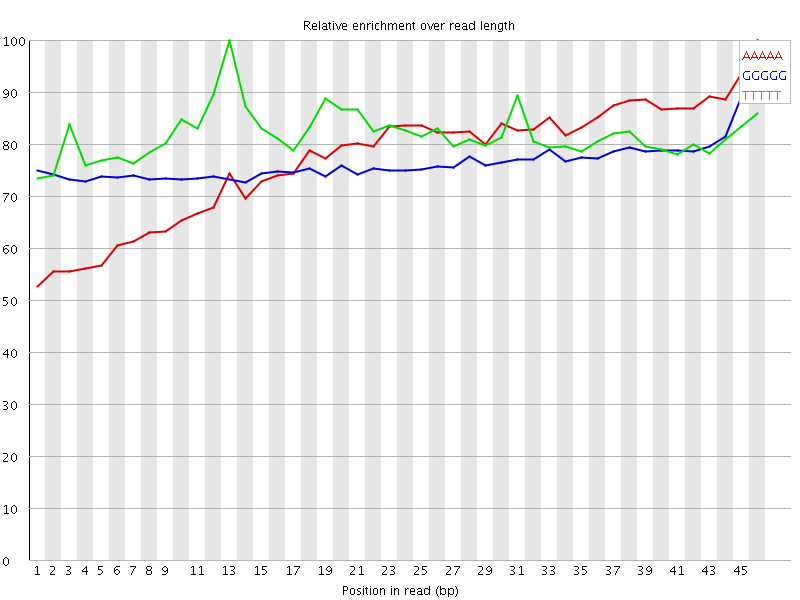 Relative enrichment over read length
100
90
80
70
60
50
40
30
20
10
0
AAAAA
GGGGG
TTTTT
1 2 3 4 5 6 7 8 9 11 13 15 17 19 21 23 25 27 29 31 33 35 37 39 41 43 45
Position in read (bp)